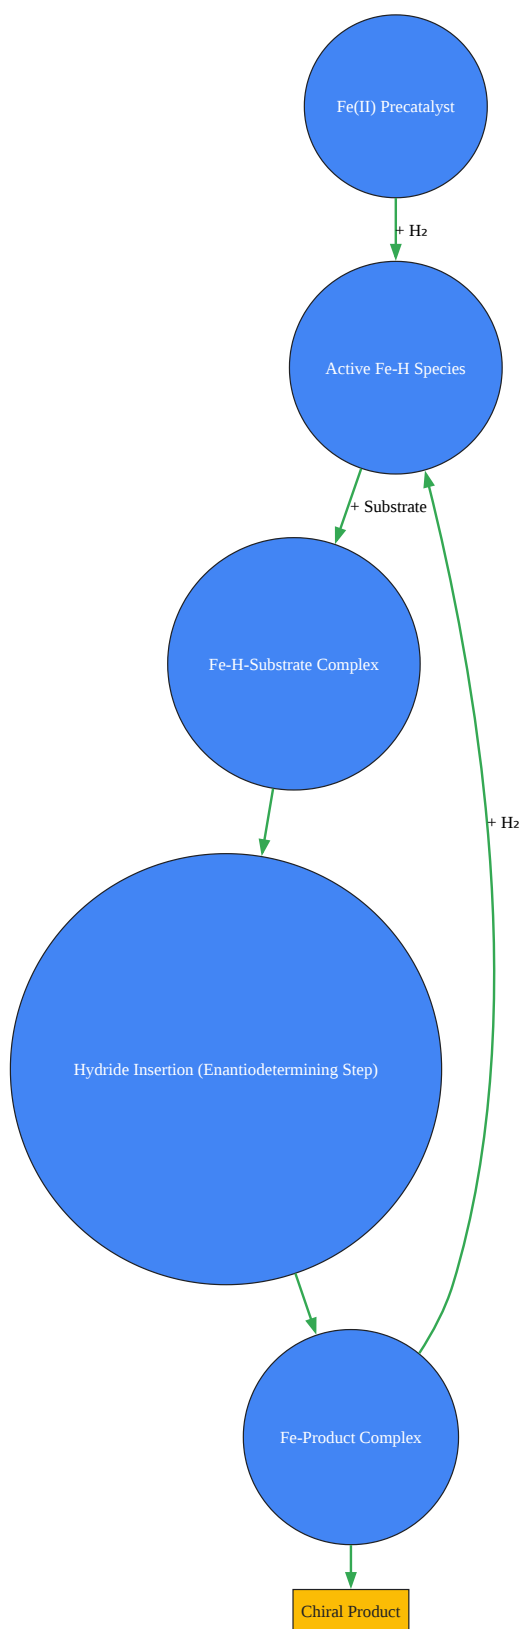 Fe(II) Precatalyst
+ H₂
Active Fe-H Species
+ Substrate
Fe-H-Substrate Complex
+ H₂
Hydride Insertion (Enantiodetermining Step)
Fe-Product Complex
Chiral Product